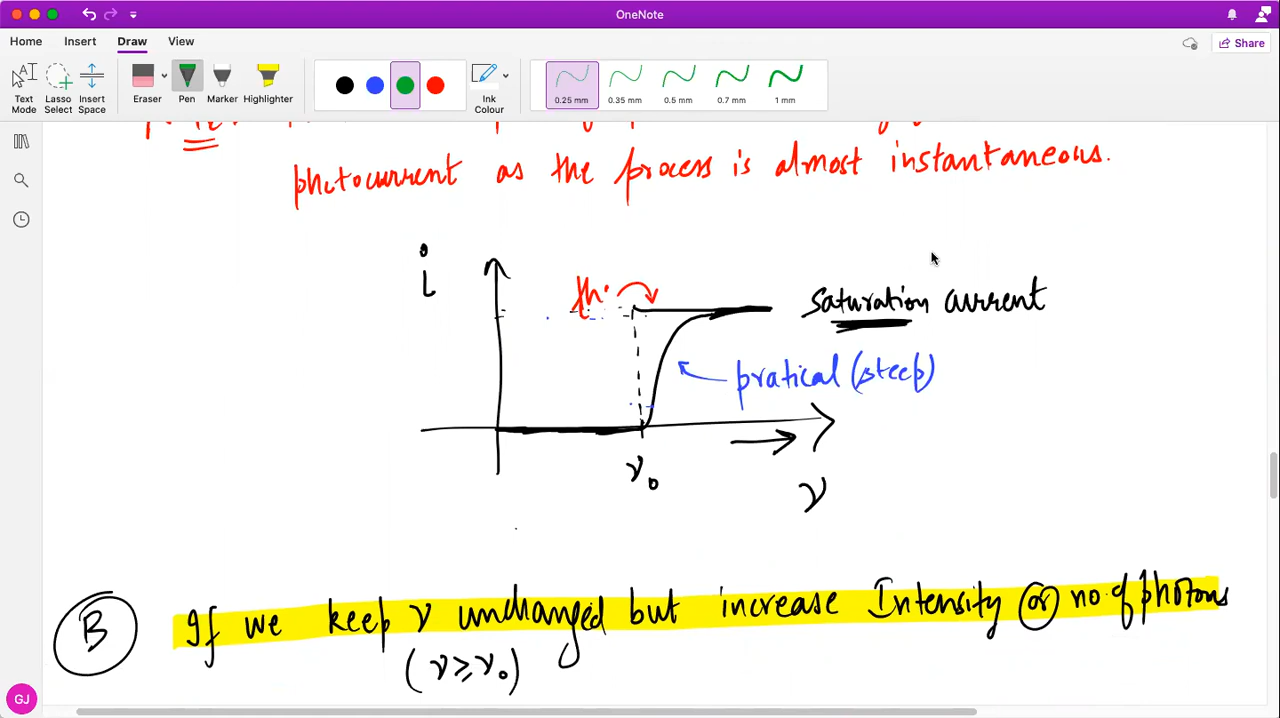 OneNote
Home Insert Draw View
Share
Text Mode
Lasso Select
Insert Space
Eraser
Pen
Marker
Highlighter
Ink Colour
0.25 mm
0.35 mm
0.5 mm
0.7 mm
1 mm
photocurrent as the process is almost instantaneous.
i
th.
saturation current
pratical (steep)
ν₀
ν
B
If we keep ν unchanged but increase Intensity or no. of photons
(ν ≥ ν₀)
GJ